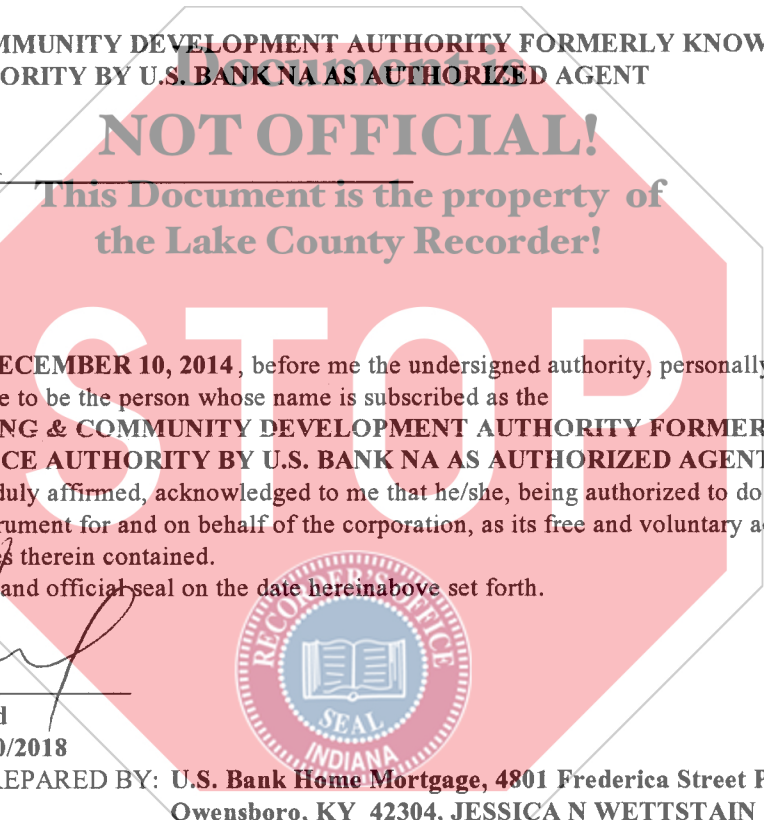 MMUNITY DEVELOPMENT AUTHORITY FORMERLY KNOW
ORITY BY U.S. BANK NA AS AUTHORIZED AGENT
Document is
NOT OFFICIAL!
This Document is the property of
the Lake County Recorder!
STOP
ECEMBER 10, 2014, before me the undersigned authority, personally
e to be the person whose name is subscribed as the
NG & COMMUNITY DEVELOPMENT AUTHORITY FORMER
CE AUTHORITY BY U.S. BANK NA AS AUTHORIZED AGENT
duly affirmed, acknowledged to me that he/she, being authorized to do
rument for and on behalf of the corporation, as its free and voluntary a
s therein contained.
and official seal on the date hereinabove set forth.
RECORDER'S OFFICE
SEAL
INDIANA
d
0/2018
EPARED BY: U.S. Bank Home Mortgage, 4801 Frederica Street P
Owensboro, KY 42304, JESSICA N WETTSTAIN